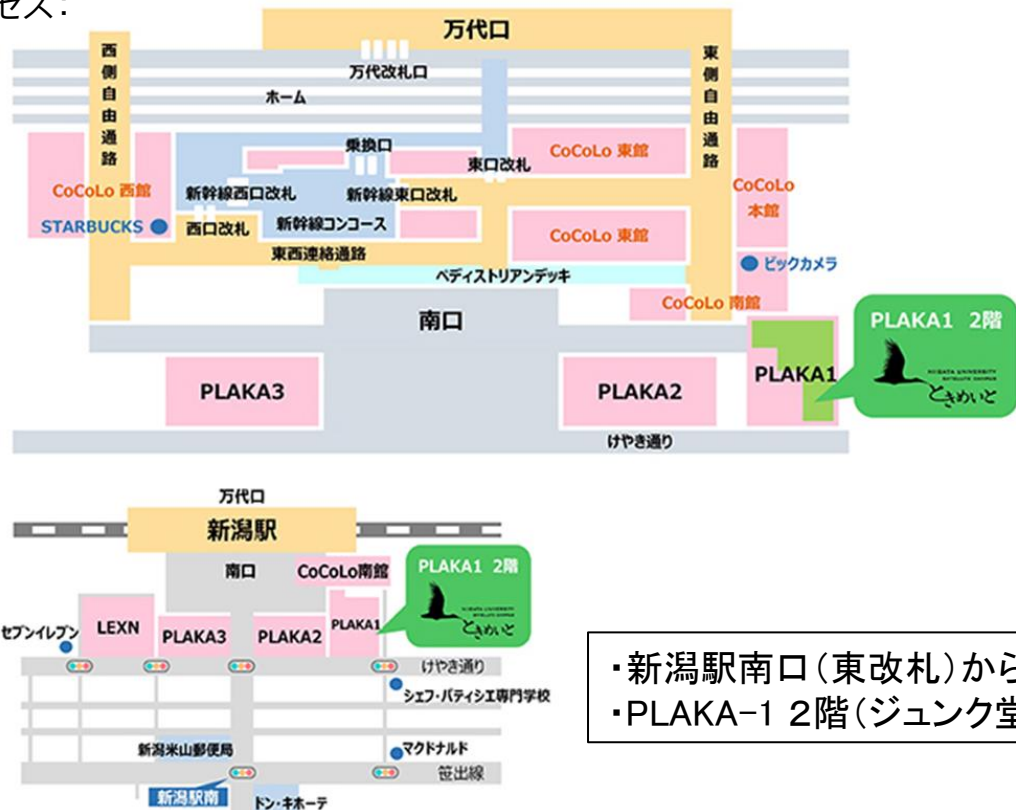 セス：
万代口
西側自由通路
東側自由通路
万代改札口
ホーム
乗換口
東口改札
CoCoLo 東館
CoCoLo 西館
新幹線西口改札
新幹線東口改札
CoCoLo
本館
STARBUCKS
西口改札
新幹線コンコース
CoCoLo 東館
東西連絡通路
ペディストリアンデッキ
ビックカメラ
CoCoLo 南館
南口
PLAKA1 2階
NIIGATA UNIVERSITY
SATELLITE CAMPUS
ときめいと
PLAKA3
PLAKA2
PLAKA1
けやき通り
万代口
新潟駅
南口
CoCoLo南館
PLAKA1 2階
NIIGATA UNIVERSITY
SATELLITE CAMPUS
ときめいと
セブンイレブン
LEXN
PLAKA3
PLAKA2
PLAKA1
けやき通り
シェフ・パティシエ専門学校
新潟米山郵便局
マクドナルド
笹出線
新潟駅南
ドン・キホーテ
・新潟駅南口（東改札）から
・PLAKA-1 2階（ジュンク堂